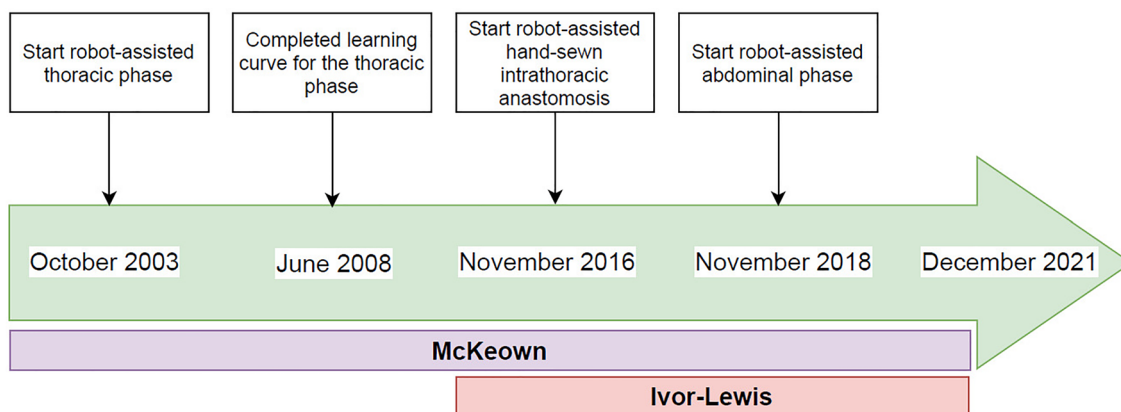 Start robot-assisted
thoracic phase
Completed learning
curve for the thoracic
phase
Start robot-assisted
hand-sewn
intrathoracic
anastomosis
Start robot-assisted
abdominal phase
October 2003
June 2008
November 2016
November 2018
December 2021
McKeown
Ivor-Lewis